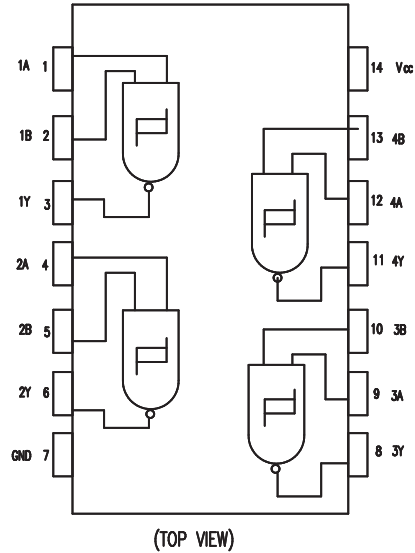 1A 1
14 Vcc
1B 2
13 4B
1Y 3
12 4A
2A 4
11 4Y
2B 5
10 3B
2Y 6
9 3A
GND 7
8 3Y
(TOP VIEW)